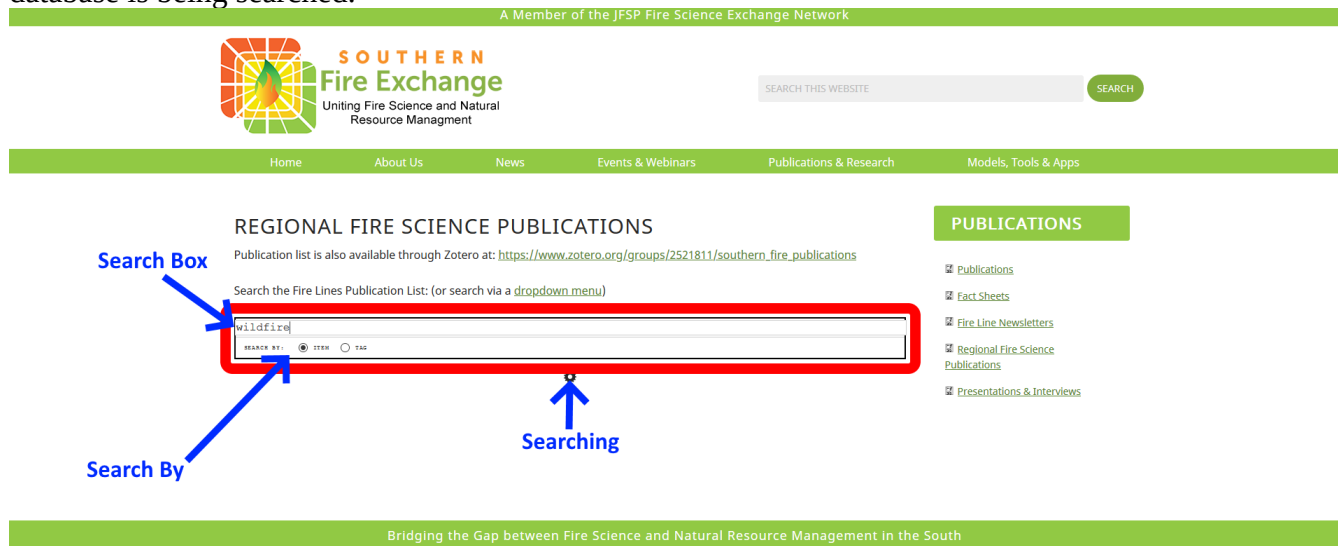 database is being searched.
A Member of the JFSP Fire Science Exchange Network
SOUTHERN
Fire Exchange
Uniting Fire Science and Natural
Resource Managment
SEARCH THIS WEBSITE
SEARCH
Home About Us News Events & Webinars Publications & Research Models, Tools & Apps
REGIONAL FIRE SCIENCE PUBLICATIONS
Publication list is also available through Zotero at: https://www.zotero.org/groups/2521811/southern_fire_publications
Search the Fire Lines Publication List: (or search via a dropdown menu)
Search Box
wildfire
SEARCH BY: ITEM TAG
Searching
Search By
PUBLICATIONS
Publications
Fact Sheets
Fire Line Newsletters
Regional Fire Science
Publications
Presentations & Interviews
Bridging the Gap between Fire Science and Natural Resource Management in the South